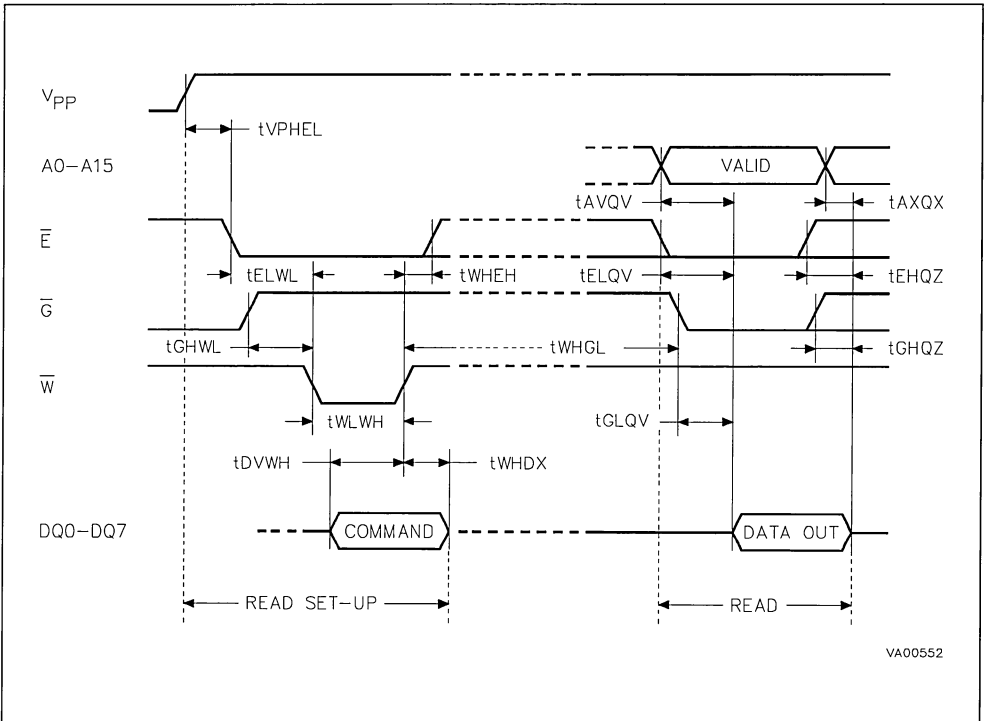 VPP
tVPHEL
A0-A15
VALID
tAVQV
tAXQX
E
tELWL
tWHEH
tELQV
tEHQZ
G
tGHWL
tWHGL
tGHQZ
W
tWLWH
tGLQV
tDVWH
tWHDX
DQ0-DQ7
COMMAND
DATA OUT
READ SET-UP
READ
VA00552